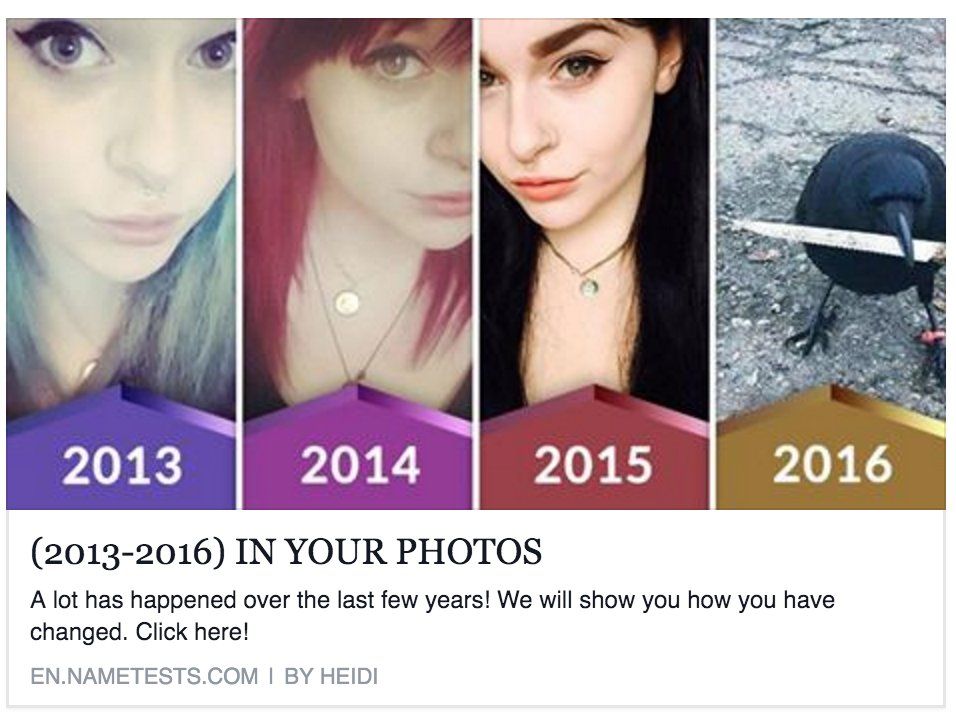 2013 2014 2015 2016
(2013-2016) IN YOUR PHOTOS
A lot has happened over the last few years! We will show you how you have
changed. Click here!
EN.NAMETESTS.COM | BY HEIDI